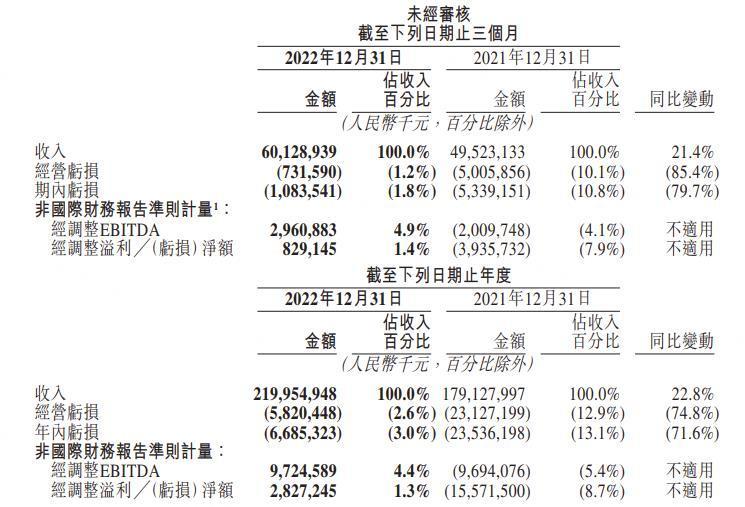 未經審核
截至下列日期止三個月
2022年12月31日 2021年12月31日
佔收入 佔收入
金額 百分比 金額 百分比 同比變動
(人民幣千元，百分比除外)
收入 60,128,939 100.0% 49,523,133 100.0% 21.4%
經營虧損 (731,590) (1.2%) (5,005,856) (10.1%) (85.4%)
期內虧損 (1,083,541) (1.8%) (5,339,151) (10.8%) (79.7%)
非國際財務報告準則計量¹：
經調整EBITDA 2,960,883 4.9% (2,009,748) (4.1%) 不適用
經調整溢利╱(虧損)淨額 829,145 1.4% (3,935,732) (7.9%) 不適用
截至下列日期止年度
2022年12月31日 2021年12月31日
佔收入 佔收入
金額 百分比 金額 百分比 同比變動
(人民幣千元，百分比除外)
收入 219,954,948 100.0% 179,127,997 100.0% 22.8%
經營虧損 (5,820,448) (2.6%) (23,127,199) (12.9%) (74.8%)
年內虧損 (6,685,323) (3.0%) (23,536,198) (13.1%) (71.6%)
非國際財務報告準則計量：
經調整EBITDA 9,724,589 4.4% (9,694,076) (5.4%) 不適用
經調整溢利╱(虧損)淨額 2,827,245 1.3% (15,571,500) (8.7%) 不適用